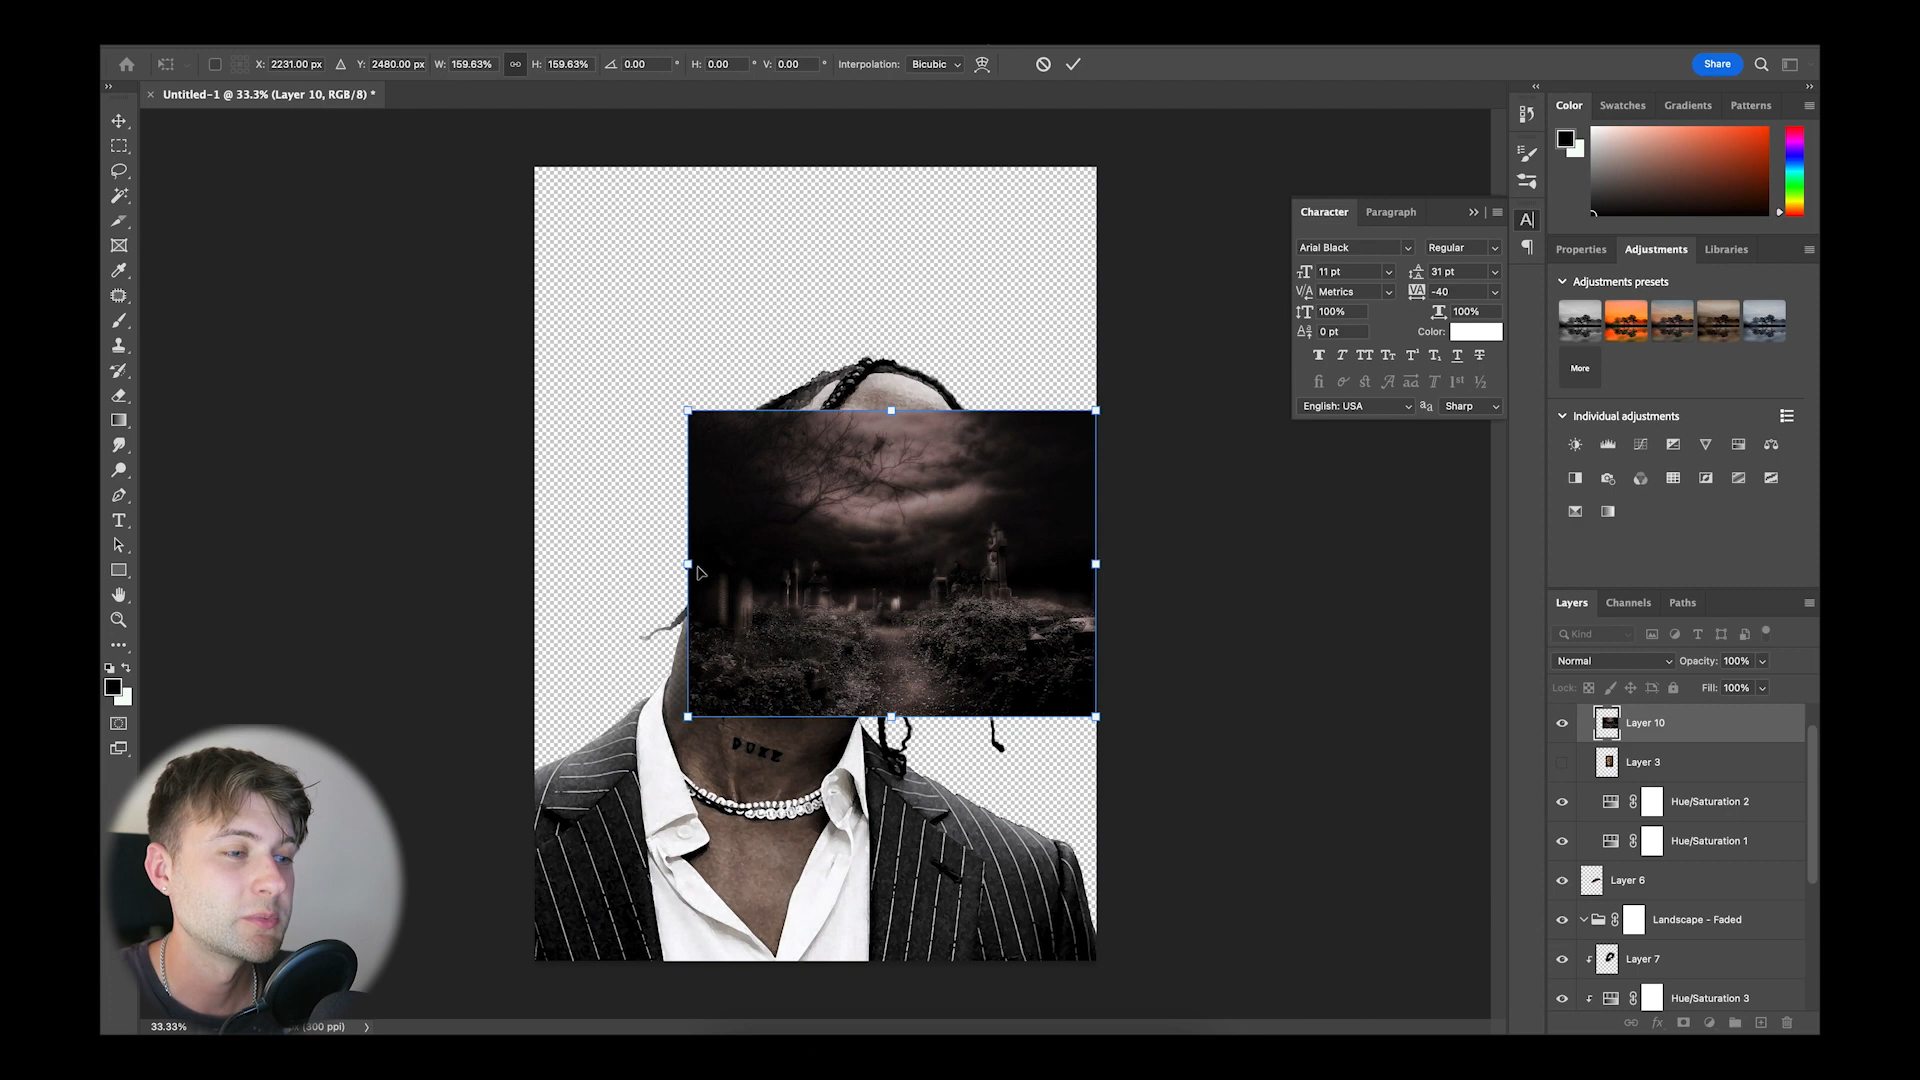 X: 2231.00 px Y: 2480.00 px W: 159.63% H: 159.63% 0.00 ° H: 0.00 ° V: 0.00 ° Interpolation: Bicubic Share
Untitled-1 @ 33.3% (Layer 10, RGB/8) *
Color Swatches Gradients Patterns
Character Paragraph
Arial Black Regular
11 pt 31 pt
Metrics -40
100% 100%
0 pt Color:
English: USA Sharp
Properties Adjustments Libraries
Adjustments presets
More
Individual adjustments
Layers Channels Paths
Kind
Normal Opacity: 100%
Lock: Fill: 100%
Layer 10
Layer 3
Hue/Saturation 2
Hue/Saturation 1
Layer 6
Landscape - Faded
Layer 7
Hue/Saturation 3
DUKE
33.33% (300 ppi)